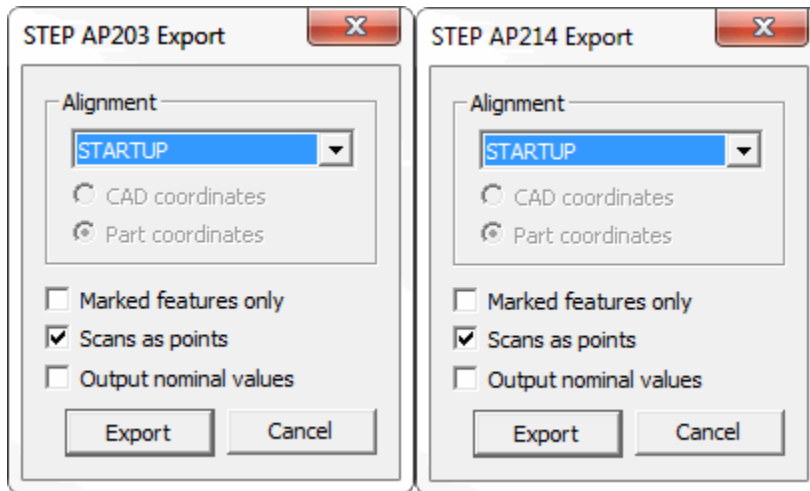 STEP AP203 Export
Alignment
STARTUP
CAD coordinates
Part coordinates
Marked features only
Scans as points
Output nominal values
Export Cancel
STEP AP214 Export
Alignment
STARTUP
CAD coordinates
Part coordinates
Marked features only
Scans as points
Output nominal values
Export Cancel